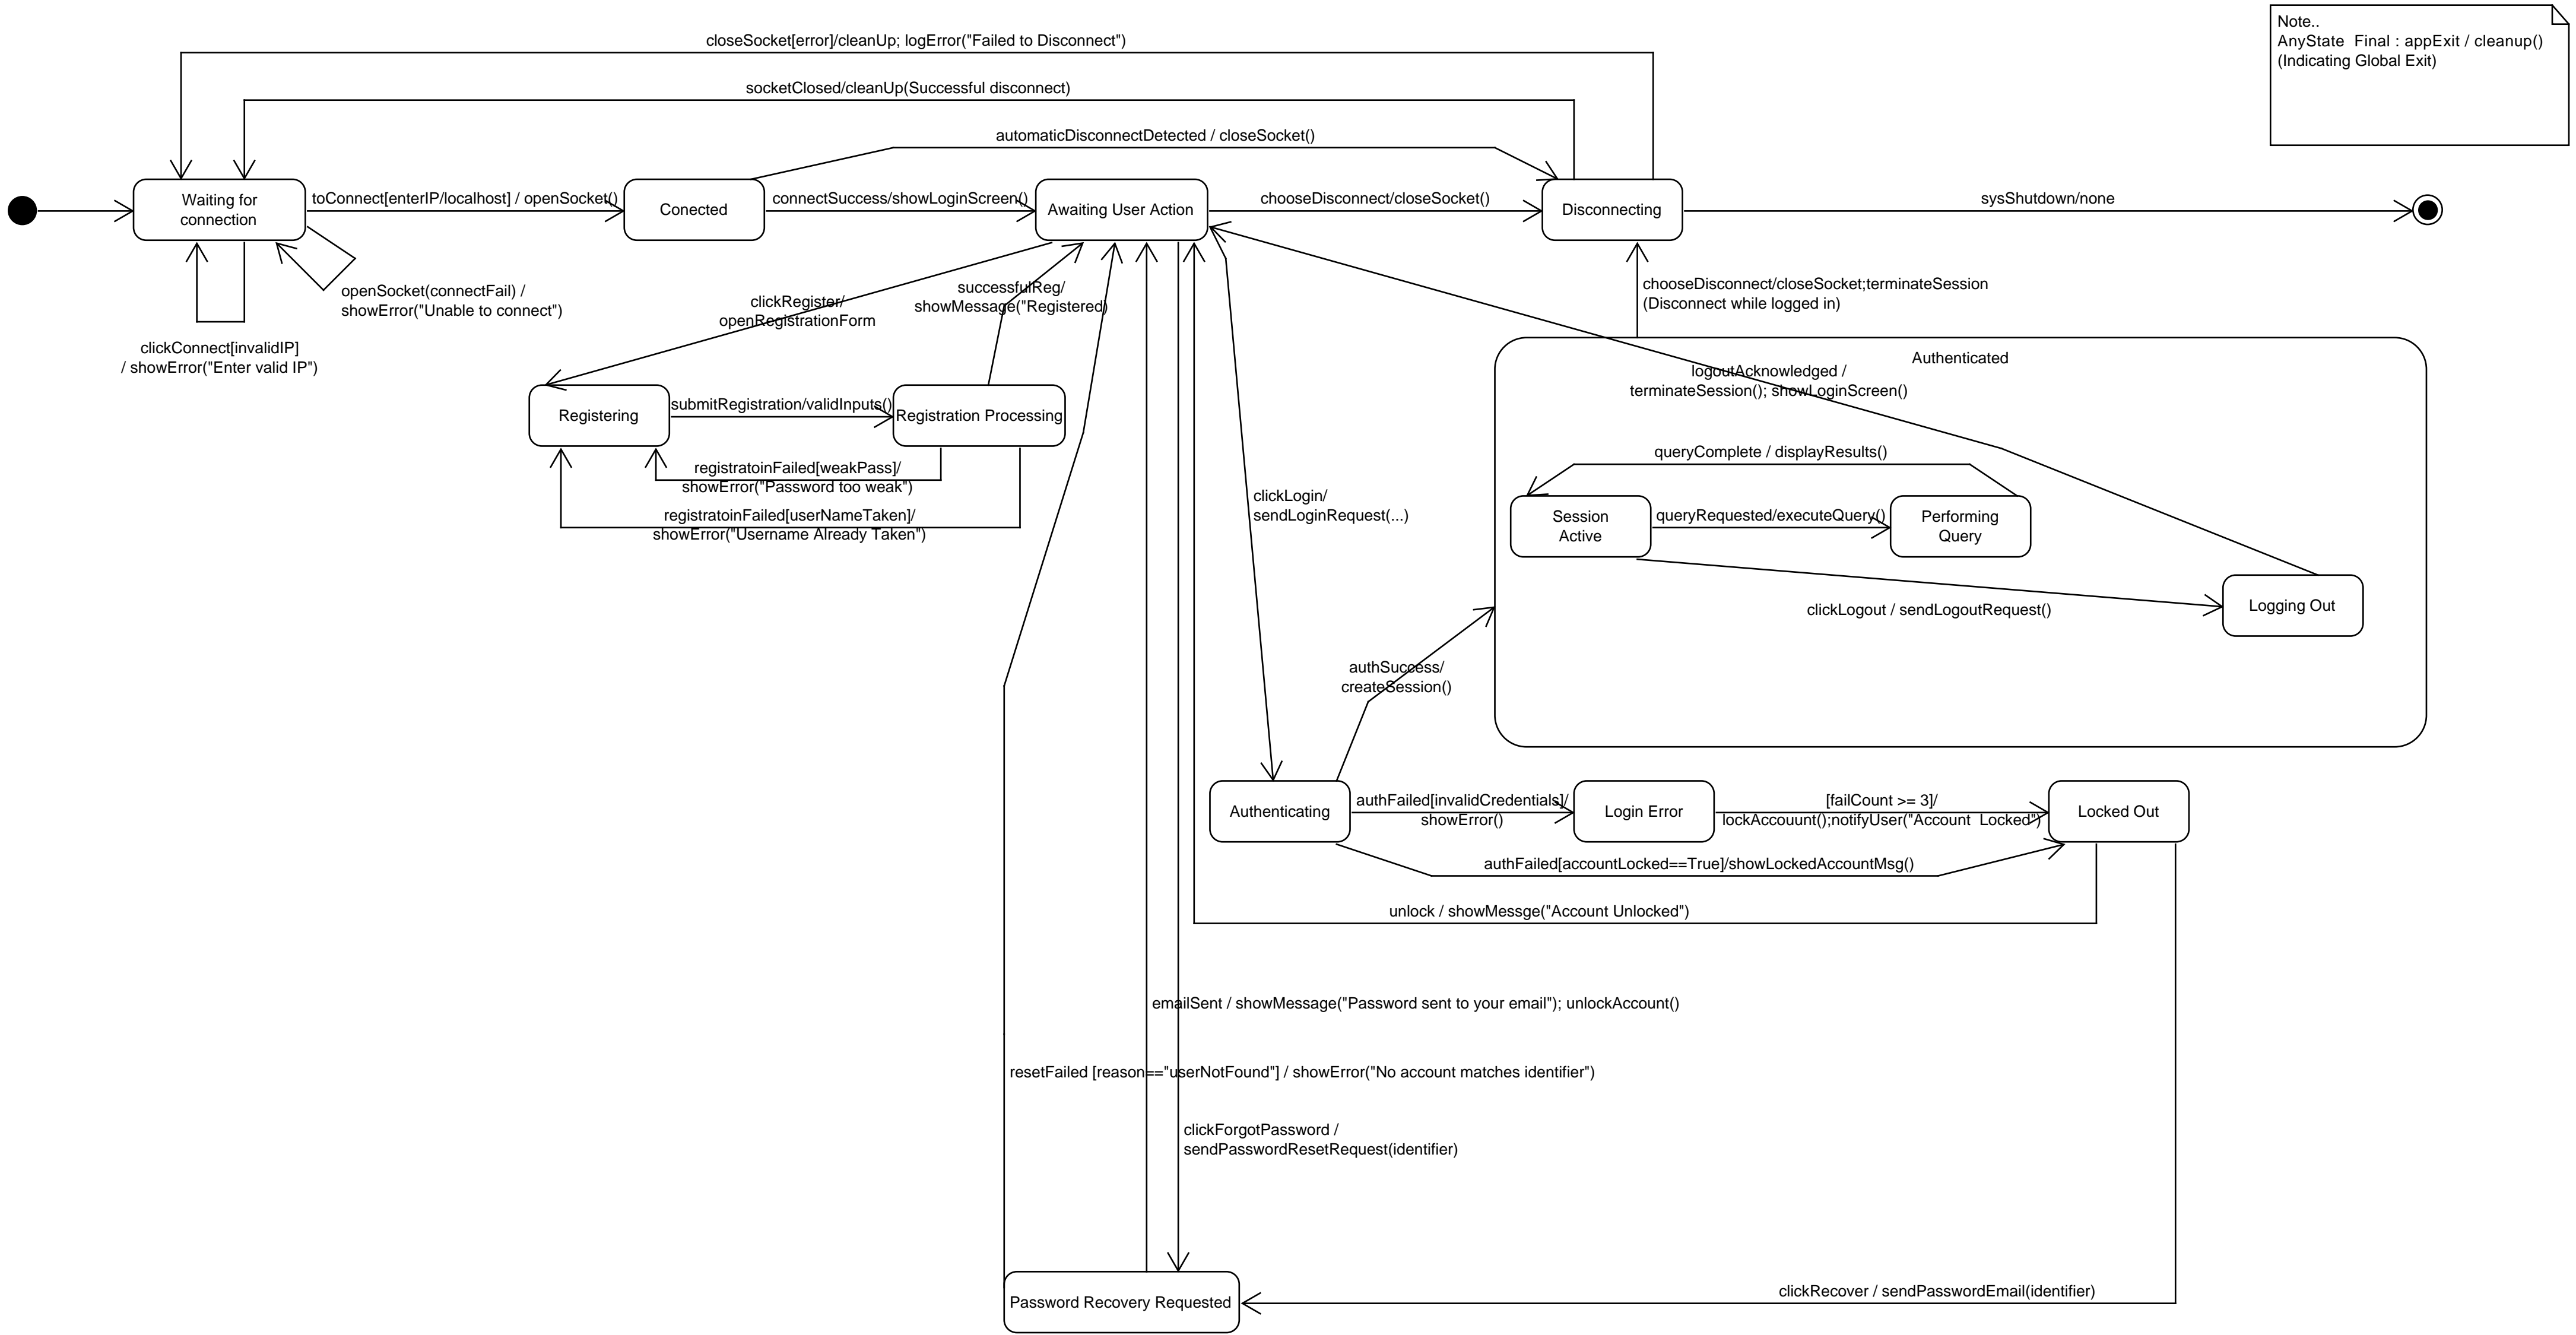 Note..
AnyState  Final : appExit / cleanup()
(Indicating Global Exit)
closeSocket[error]/cleanUp; logError("Failed to Disconnect")
socketClosed/cleanUp(Successful disconnect)
automaticDisconnectDetected / closeSocket()
Waiting for
connection
toConnect[enterIP/localhost] / openSocket()
Conected
connectSuccess/showLoginScreen()
Awaiting User Action
chooseDisconnect/closeSocket()
Disconnecting
sysShutdown/none
openSocket(connectFail) /
showError("Unable to connect")
clickConnect[invalidIP]
/ showError("Enter valid IP")
clickRegister/
openRegistrationForm
successfulReg/
showMessage("Registered)
chooseDisconnect/closeSocket;terminateSession
(Disconnect while logged in)
Authenticated
logoutAcknowledged /
terminateSession(); showLoginScreen()
Registering
submitRegistration/validInputs()
Registration Processing
registratoinFailed[weakPass]/
showError("Password too weak")
registratoinFailed[userNameTaken]/
showError("Username Already Taken")
queryComplete / displayResults()
clickLogin/
sendLoginRequest(...)
Session
Active
queryRequested/executeQuery()
Performing
Query
clickLogout / sendLogoutRequest()
Logging Out
authSuccess/
createSession()
Authenticating
authFailed[invalidCredentials]/
showError()
Login Error
[failCount >= 3]/
lockAccouunt();notifyUser("Account  Locked")
Locked Out
authFailed[accountLocked==True]/showLockedAccountMsg()
unlock / showMessge("Account Unlocked")
emailSent / showMessage("Password sent to your email"); unlockAccount()
resetFailed [reason=="userNotFound"] / showError("No account matches identifier")
clickForgotPassword /
sendPasswordResetRequest(identifier)
Password Recovery Requested
clickRecover / sendPasswordEmail(identifier)